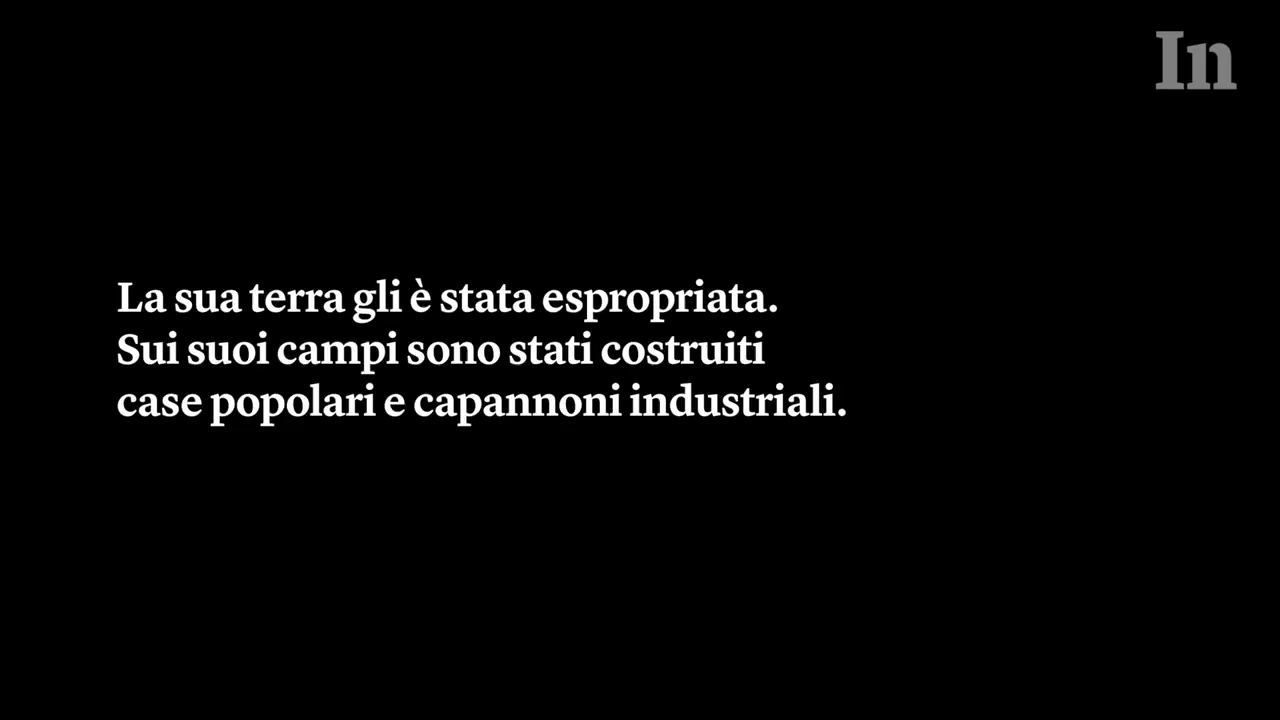 In
La sua terra gli è stata espropriata.
Sui suoi campi sono stati costruiti
case popolari e capannoni industriali.